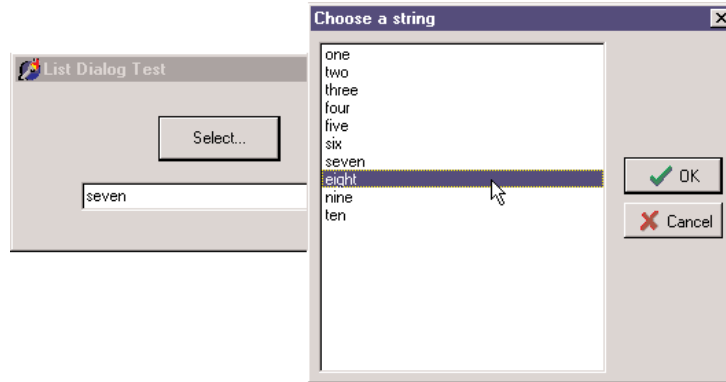 List Dialog Test
Select...
seven
Choose a string
one
two
three
four
five
six
seven
eight
nine
ten
OK
Cancel